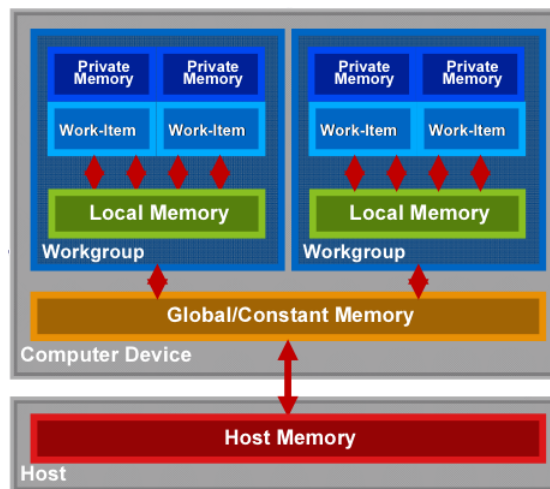 Private Memory
Private Memory
Private Memory
Private Memory
Work-Item
Work-Item
Work-Item
Work-Item
Local Memory
Local Memory
Workgroup
Workgroup
Global/Constant Memory
Computer Device
Host Memory
Host